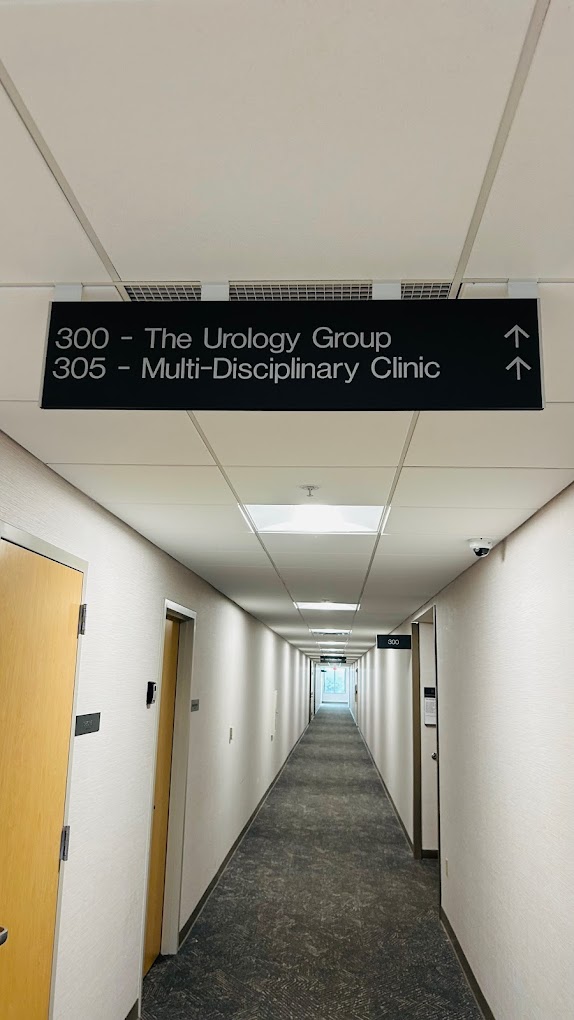 300 - The Urology Group ↑
305 - Multi-Disciplinary Clinic ↑
300